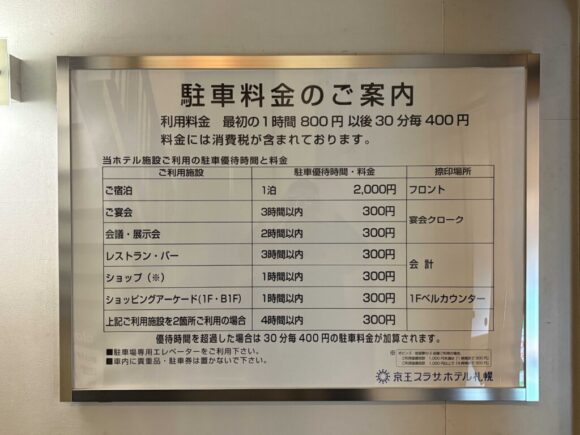 駐車料金のご案内
利用料金 最初の1時間 800円 以後30分毎400円
料金には消費税が含まれております。
当ホテル施設ご利用の駐車優待時間と料金
ご利用施設 駐車優待時間・料金 捺印場所
ご宿泊 1泊 2,000円 フロント
ご宴会 3時間以内 300円
宴会クローク
会議・展示会 2時間以内 300円
レストラン・バー 3時間以内 300円
会計
ショップ(※) 1時間以内 300円
ショッピングアーケード(1F・B1F) 1時間以内 300円 1Fベルカウンター
上記ご利用施設を2箇所ご利用の場合 4時間以内 300円
優待時間を超過した場合は30分毎400円の駐車料金が加算されます。
■駐車場専用エレベーターをご利用下さい。
■車内に貴重品・駐車券は置かないで下さい。
京王プラザホテル札幌